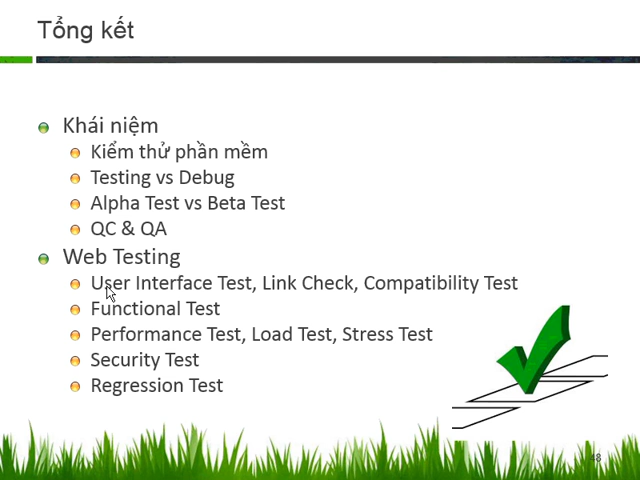 Tổng kết
Khái niệm
Kiểm thử phần mềm
Testing vs Debug
Alpha Test vs Beta Test
QC & QA
Web Testing
User Interface Test, Link Check, Compatibility Test
Functional Test
Performance Test, Load Test, Stress Test
Security Test
Regression Test
48